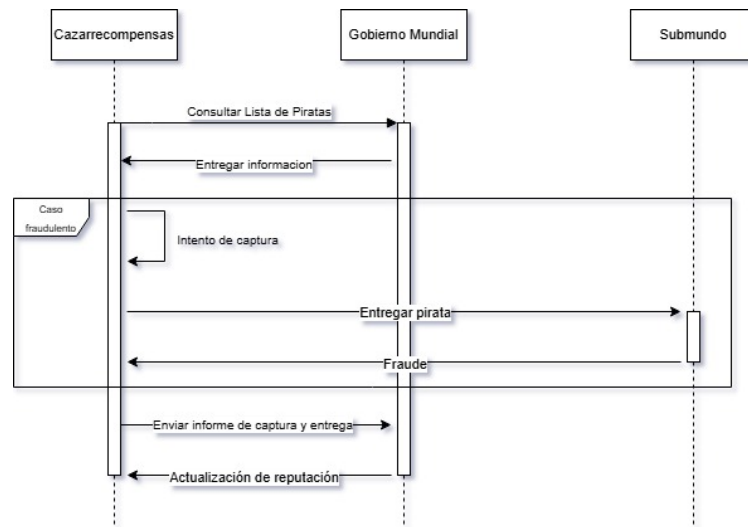 Cazarrecompensas
Gobierno Mundial
Submundo
Consultar Lista de Piratas
Entregar informacion
Caso
fraudulento
Intento de captura
Entregar pirata
Fraude
Enviar informe de captura y entrega
Actualización de reputación